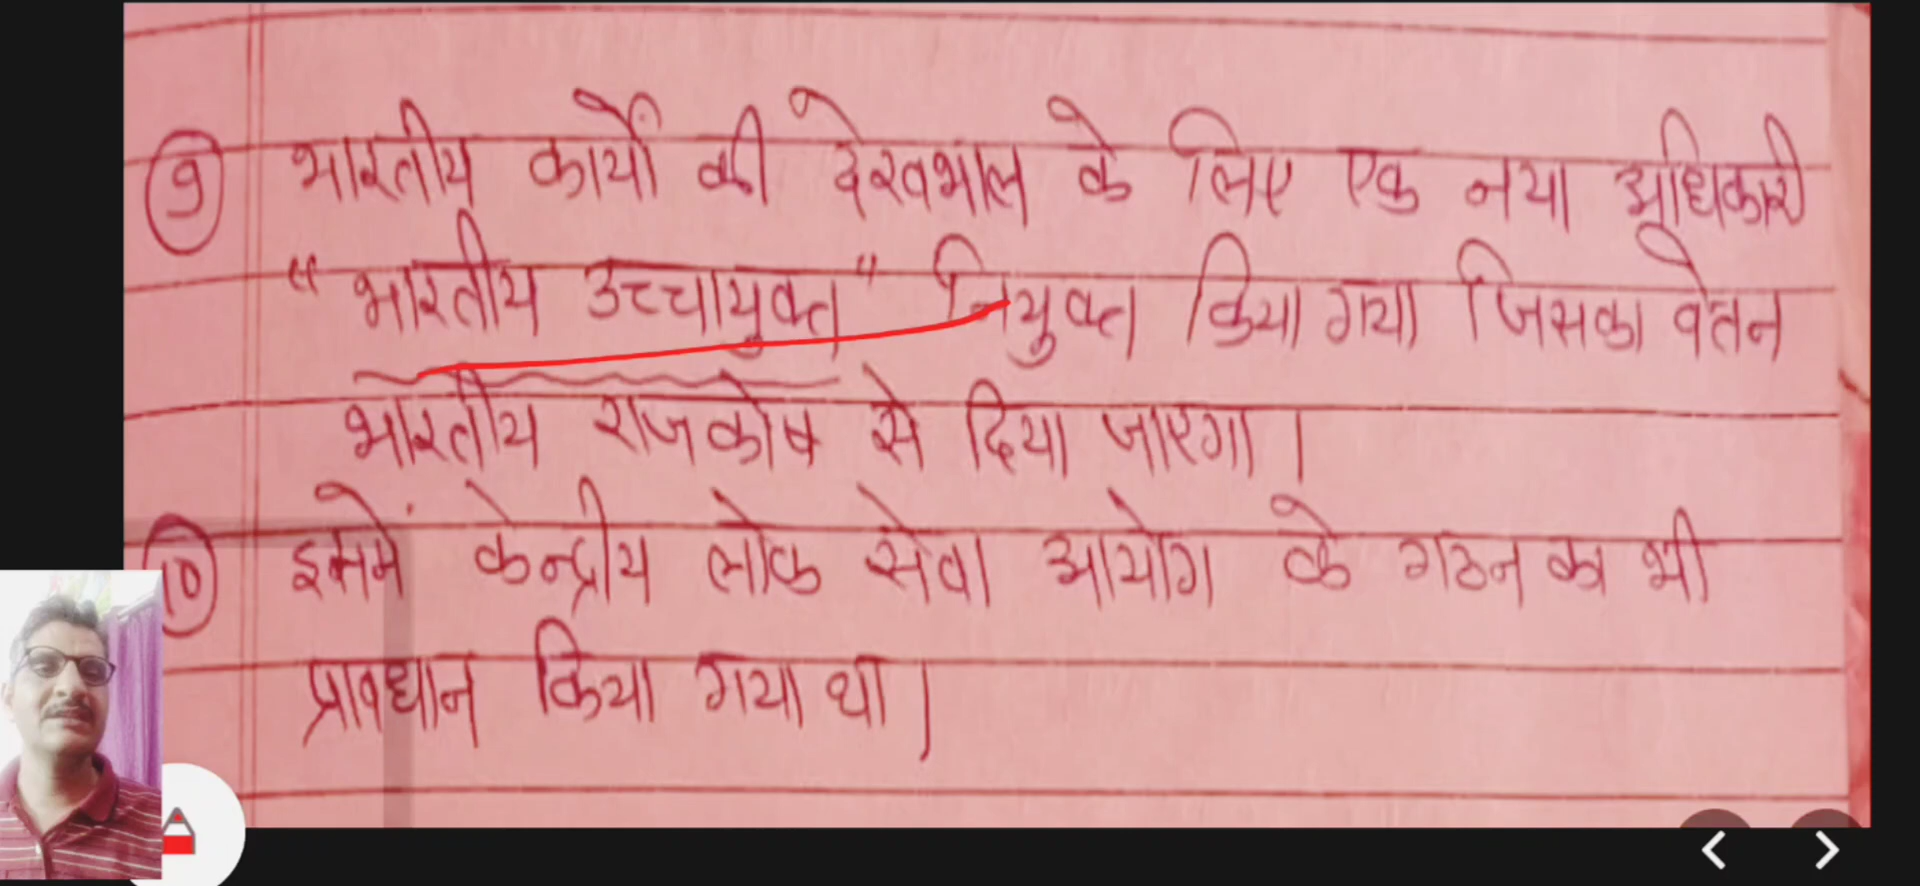 9 भारतीय कार्यों की देखभाल के लिए एक नया अधिकारी
"भारतीय उच्चायुक्त" नियुक्त किया गया जिसका वेतन
भारतीय राजकोष से दिया जाएगा।
10 इसमें केन्द्रीय लोक सेवा आयोग के गठन का भी
प्रावधान किया गया था।